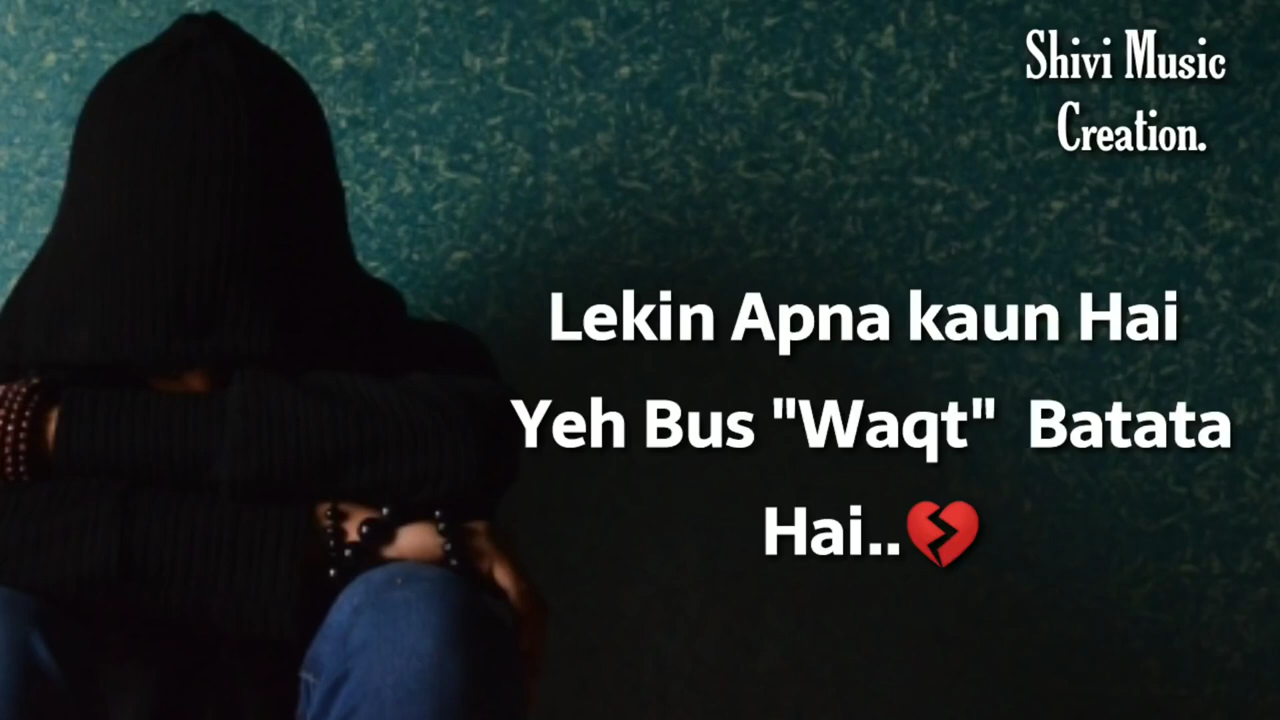 Shivi Music
Creation.
Lekin Apna kaun Hai
Yeh Bus "Waqt"  Batata
Hai..💔